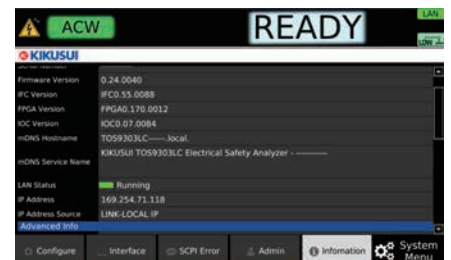 ACW
READY
LAN
LOW
KIKUSUI
Firmware Version 0.24.0040
IFC Version IFC0.55.0088
FPGA Version FPGA0.170.0012
IOC Version IOC0.07.0084
mDNS Hostname TOS9303LC------.local.
mDNS Service Name KIKUSUI TOS9303LC Electrical Safety Analyzer - ---------
LAN Status Running
IP Address 169.254.71.118
IP Address Source LINK-LOCAL IP
Advanced Info
Configure Interface SCPI Error Admin Infomation System Menu